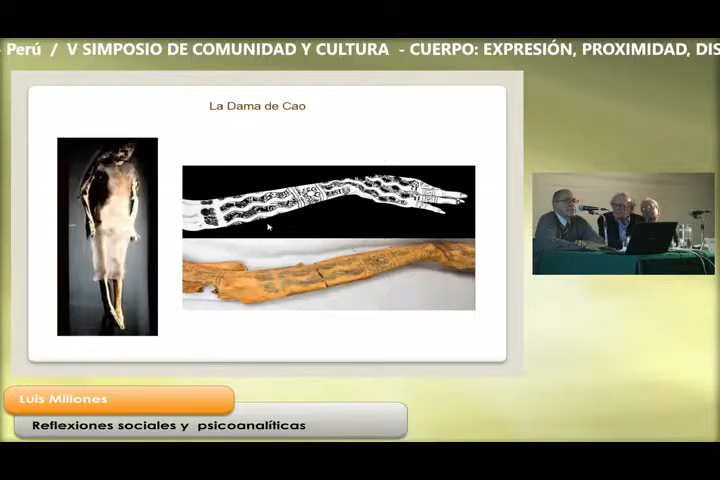 - Perú / V SIMPOSIO DE COMUNIDAD Y CULTURA - CUERPO: EXPRESIÓN, PROXIMIDAD, DIS
La Dama de Cao
Luis Millones
Reflexiones sociales y psicoanalíticas